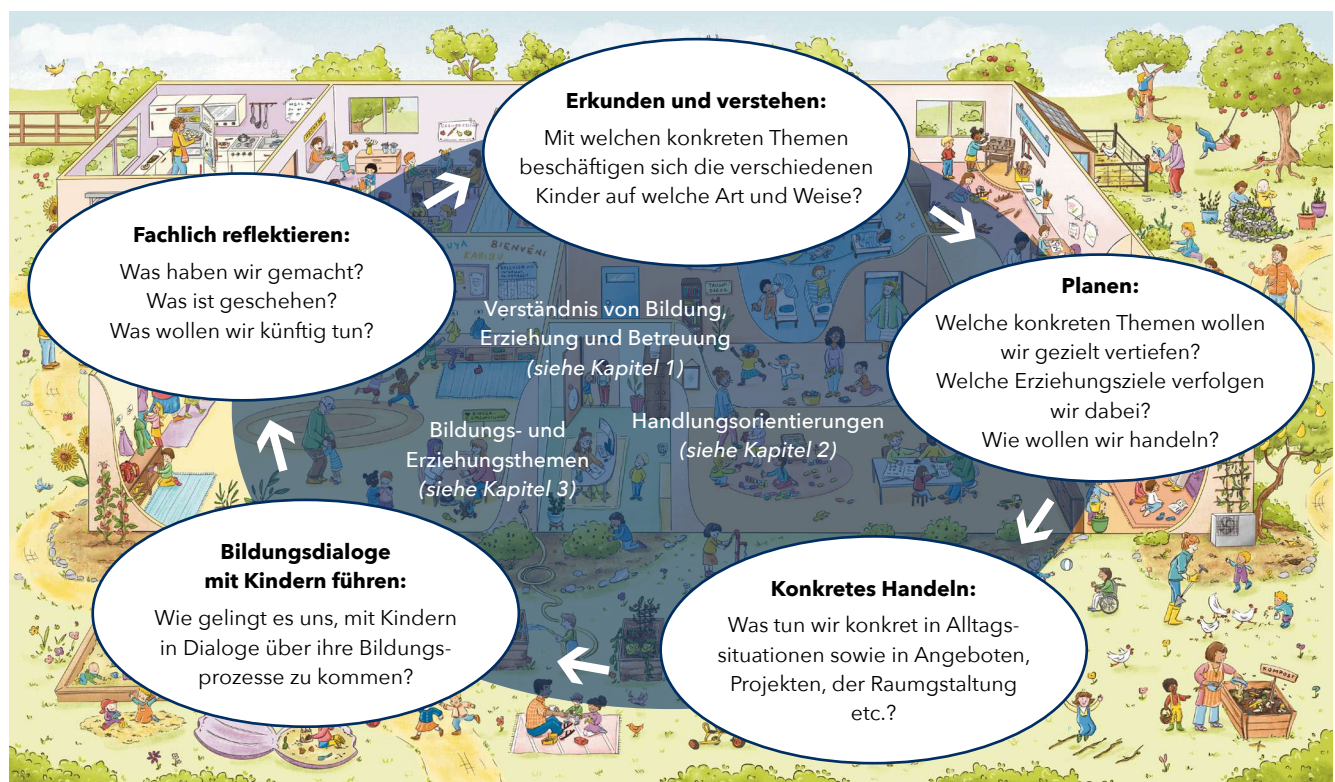 Erkunden und verstehen:
Mit welchen konkreten Themen
beschäftigen sich die verschiedenen
Kinder auf welche Art und Weise?
Planen:
Welche konkreten Themen wollen
wir gezielt vertiefen?
Welche Erziehungsziele verfolgen
wir dabei?
Wie wollen wir handeln?
Konkretes Handeln:
Was tun wir konkret in Alltags-
situationen sowie in Angeboten,
Projekten, der Raumgstaltung
etc.?
Bildungsdialoge
mit Kindern führen:
Wie gelingt es uns, mit Kindern
in Dialoge über ihre Bildungs-
prozesse zu kommen?
Fachlich reflektieren:
Was haben wir gemacht?
Was ist geschehen?
Was wollen wir künftig tun?
Verständnis von Bildung,
Erziehung und Betreuung
(siehe Kapitel 1)
Handlungsorientierungen
(siehe Kapitel 2)
Bildungs- und
Erziehungsthemen
(siehe Kapitel 3)
BIENVENI
KARIBU
KOMPOST